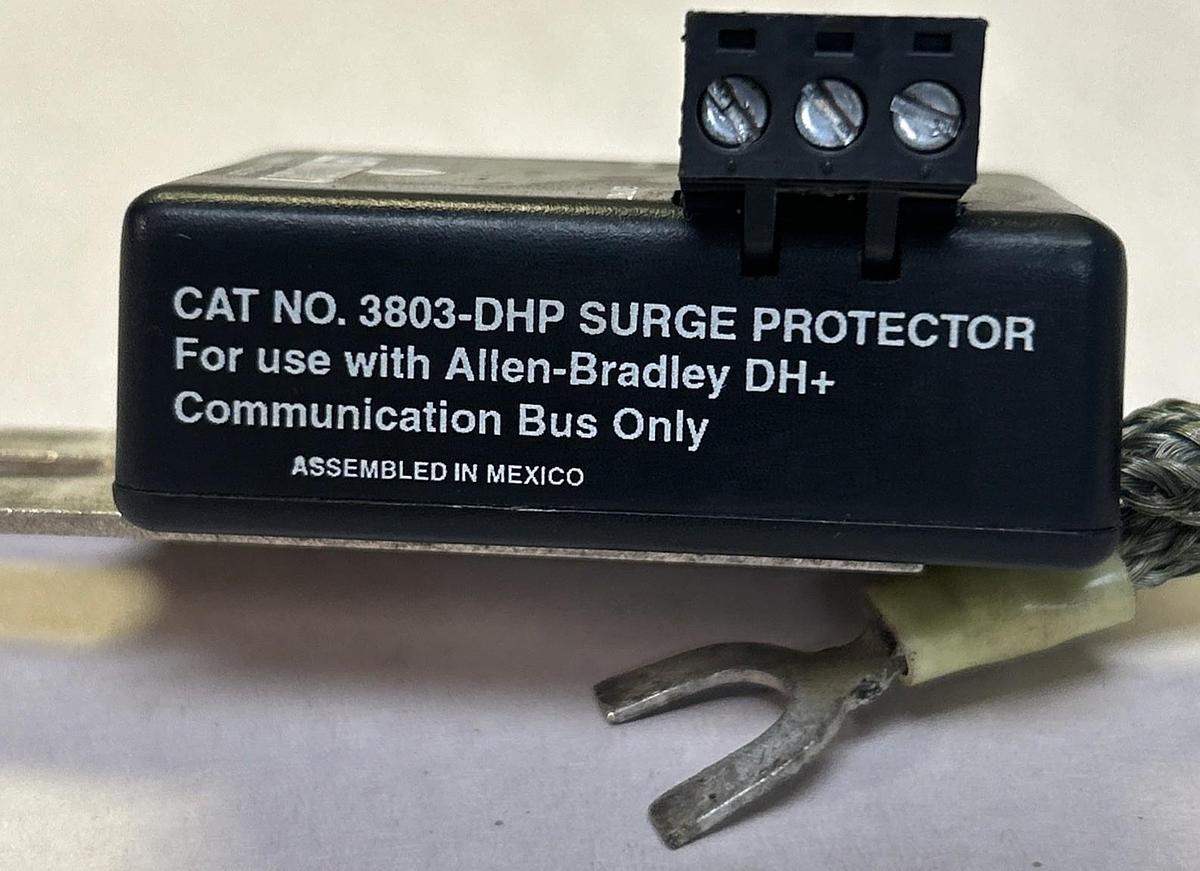 CAT NO. 3803-DHP SURGE PROTECTOR
For use with Allen-Bradley DH+
Communication Bus Only
ASSEMBLED IN MEXICO